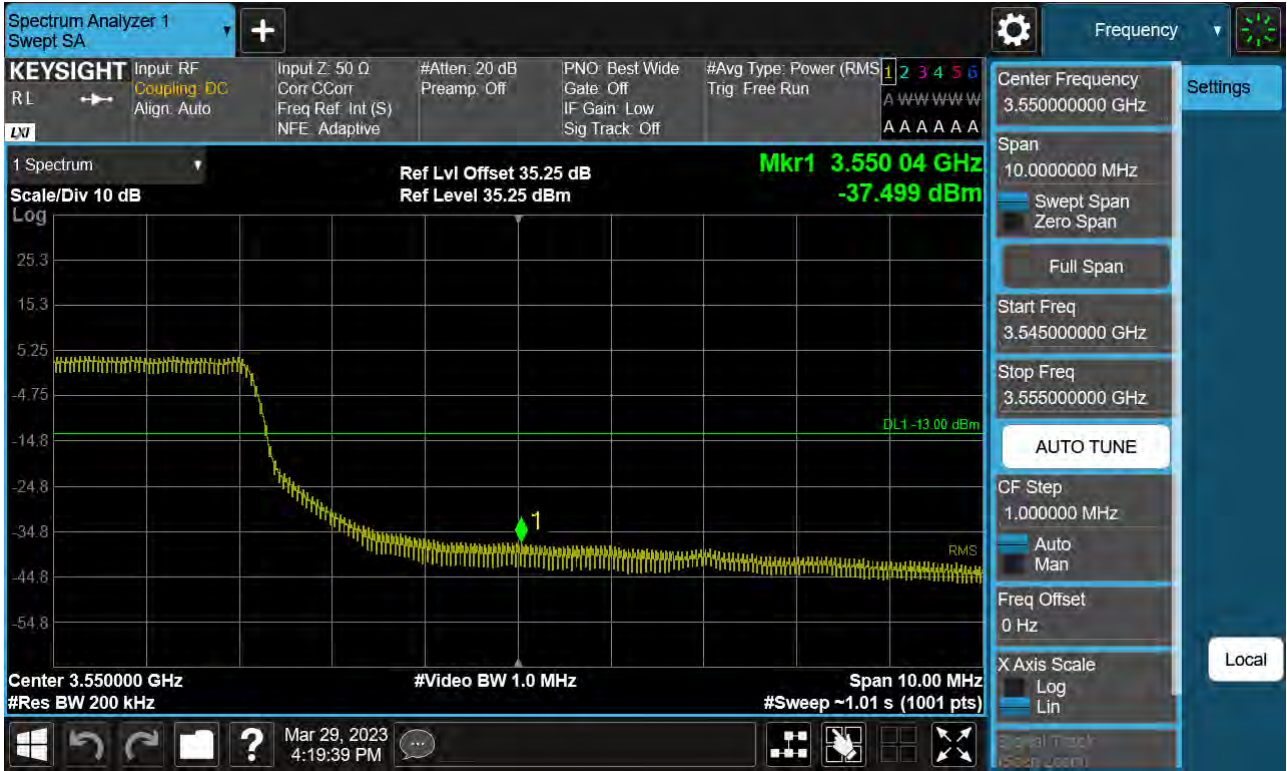 Spectrum Analyzer 1
Swept SA
+
Frequency
KEYSIGHT
RL
LXI
Input: RF
Coupling: DC
Align: Auto
Input Z: 50 Ω
Corr CCorr
Freq Ref: Int (S)
NFE: Adaptive
#Atten: 20 dB
Preamp: Off
PNO: Best Wide
Gate: Off
IF Gain: Low
Sig Track: Off
#Avg Type: Power (RMS
Trig: Free Run
1 2 3 4 5 6
A W W W W W
A A A A A A
1 Spectrum
Scale/Div 10 dB
Log
Ref Lvl Offset 35.25 dB
Ref Level 35.25 dBm
Mkr1 3.550 04 GHz
-37.499 dBm
25.3
15.3
5.25
-4.75
-14.8
-24.8
-34.8
-44.8
-54.8
DL1 -13.00 dBm
1
RMS
Center 3.550000 GHz
#Res BW 200 kHz
#Video BW 1.0 MHz
Span 10.00 MHz
#Sweep ~1.01 s (1001 pts)
Center Frequency
3.550000000 GHz
Settings
Span
10.0000000 MHz
Swept Span
Zero Span
Full Span
Start Freq
3.545000000 GHz
Stop Freq
3.555000000 GHz
AUTO TUNE
CF Step
1.000000 MHz
Auto
Man
Freq Offset
0 Hz
X Axis Scale
Log
Lin
Signal Track
(Span Zoom)
Local
?
Mar 29, 2023
4:19:39 PM